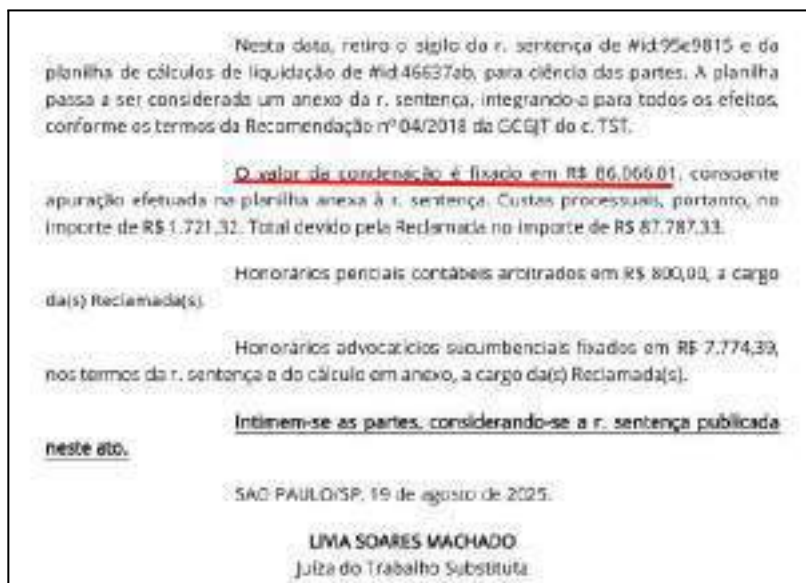 Nesta data, retiro o sigilo da r. sentença de #id:95e9815 e da
planilha de cálculos de liquidação de #id:46637ab, para ciência das partes. A planilha
passa a ser considerada um anexo da r. sentença, integrando-a para todos os efeitos,
conforme os termos da Recomendação nº 04/2018 da GCGJT do c. TST.
O valor da condenação é fixado em R$ 86.066,01, consoante
apuração efetuada na planilha anexa à r. sentença. Custas processuais, portanto, no
importe de R$ 1.721,32. Total devido pela Reclamada no importe de R$ 87.787,33.
Honorários periciais contábeis arbitrados em R$ 800,00, a cargo
da(s) Reclamada(s).
Honorários advocatícios sucumbenciais fixados em R$ 7.774,39,
nos termos da r. sentença e do cálculo em anexo, a cargo da(s) Reclamada(s).
Intimem-se as partes, considerando-se a r. sentença publicada
neste ato.
SAO PAULO/SP, 19 de agosto de 2025.
LIVIA SOARES MACHADO
Juíza do Trabalho Substituta